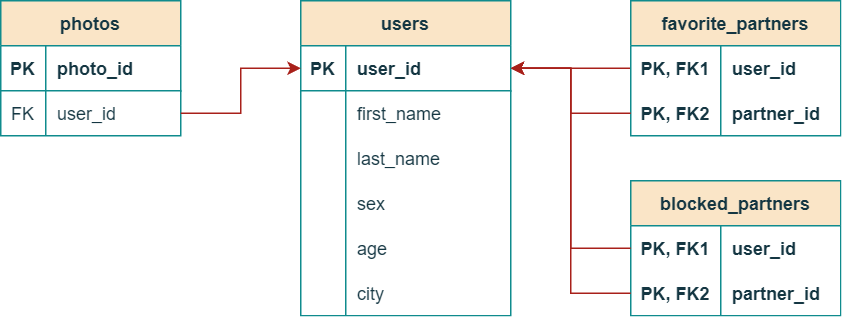 photos
PK photo_id
FK user_id
users
PK user_id
first_name
last_name
sex
age
city
favorite_partners
PK, FK1 user_id
PK, FK2 partner_id
blocked_partners
PK, FK1 user_id
PK, FK2 partner_id